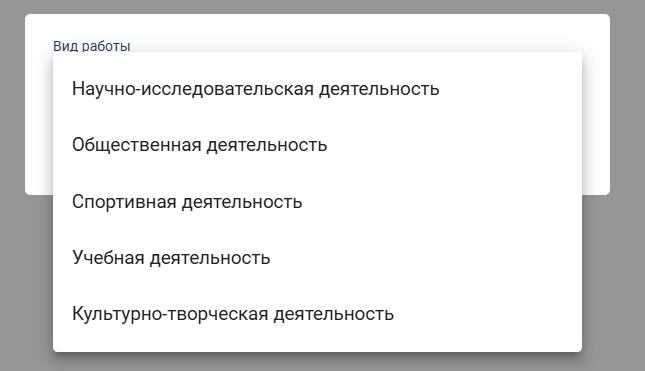 Вид работы
Научно-исследовательская деятельность
Общественная деятельность
Спортивная деятельность
Учебная деятельность
Культурно-творческая деятельность